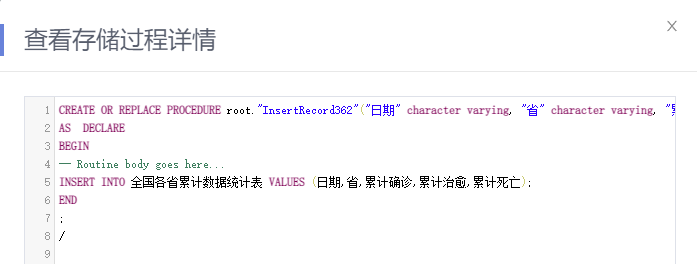 查看存储过程详情
1 CREATE OR REPLACE PROCEDURE root."InsertRecord362"("日期" character varying, "省" character varying, "累
2 AS  DECLARE
3 BEGIN
4 -- Routine body goes here...
5 INSERT INTO 全国各省累计数据统计表 VALUES (日期,省,累计确诊,累计治愈,累计死亡);
6 END
7 ;
8 /
9